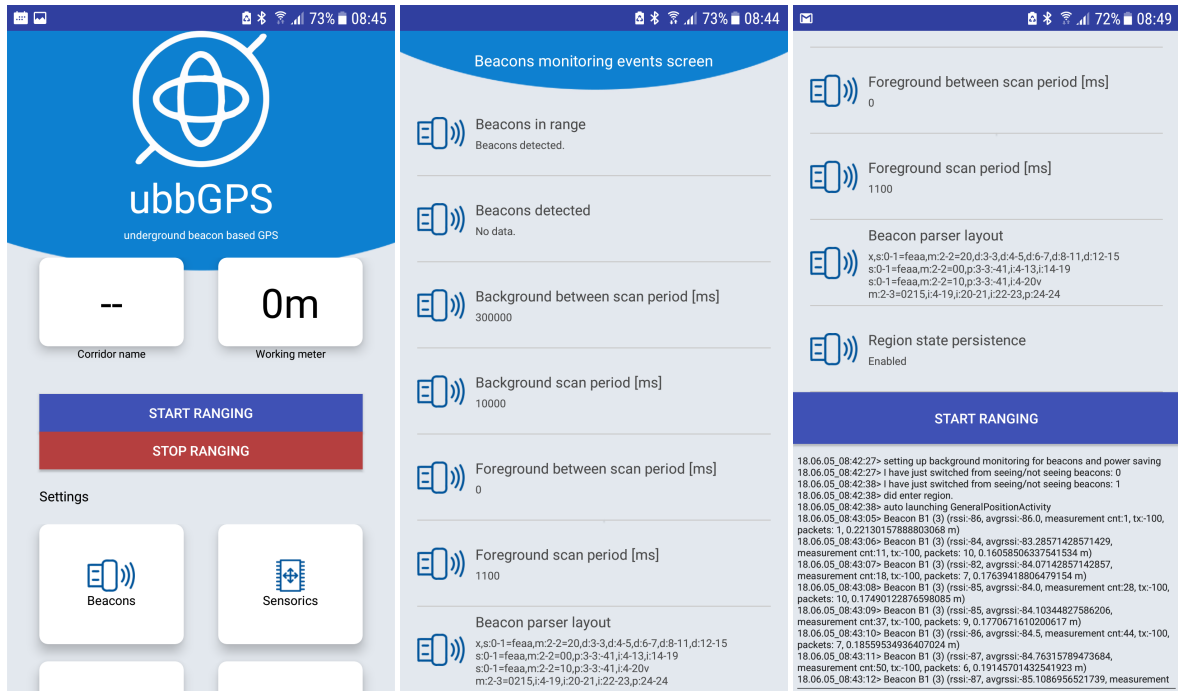 73% 08:45
ubbGPS
underground beacon based GPS
--
0m
Corridor name
Working meter
START RANGING
STOP RANGING
Settings
Beacons
Sensorics
73% 08:44
Beacons monitoring events screen
Beacons in range
Beacons detected.
Beacons detected
No data.
Background between scan period [ms]
300000
Background scan period [ms]
10000
Foreground between scan period [ms]
0
Foreground scan period [ms]
1100
Beacon parser layout
x,s:0-1=feaa,m:2-2=20,d:3-3,d:4-5,d:6-7,d:8-11,d:12-15
s:0-1=feaa,m:2-2=00,p:3-3:-41,i:4-13,i:14-19
s:0-1=feaa,m:2-2=10,p:3-3:-41,i:4-20v
m:2-3=0215,i:4-19,i:20-21,i:22-23,p:24-24
72% 08:49
Foreground between scan period [ms]
0
Foreground scan period [ms]
1100
Beacon parser layout
x,s:0-1=feaa,m:2-2=20,d:3-3,d:4-5,d:6-7,d:8-11,d:12-15
s:0-1=feaa,m:2-2=00,p:3-3:-41,i:4-13,i:14-19
s:0-1=feaa,m:2-2=10,p:3-3:-41,i:4-20v
m:2-3=0215,i:4-19,i:20-21,i:22-23,p:24-24
Region state persistence
Enabled
START RANGING
18.06.05_08:42:27> setting up background monitoring for beacons and power saving
18.06.05_08:42:27> I have just switched from seeing/not seeing beacons: 0
18.06.05_08:42:38> I have just switched from seeing/not seeing beacons: 1
18.06.05_08:42:38> did enter region.
18.06.05_08:42:38> auto launching GeneralPositionActivity
18.06.05_08:43:05> Beacon B1 (3) (rssi:-86, avgrssi:-86.0, measurement cnt:1, tx:-100,
packets: 1, 0.22130157888803068 m)
18.06.05_08:43:06> Beacon B1 (3) (rssi:-84, avgrssi:-83.28571428571429,
measurement cnt:11, tx:-100, packets: 10, 0.16058506337541534 m)
18.06.05_08:43:07> Beacon B1 (3) (rssi:-82, avgrssi:-84.07142857142857,
measurement cnt:18, tx:-100, packets: 7, 0.17639418806479154 m)
18.06.05_08:43:08> Beacon B1 (3) (rssi:-85, avgrssi:-84.0, measurement cnt:28, tx:-100,
packets: 10, 0.17490122876598085 m)
18.06.05_08:43:09> Beacon B1 (3) (rssi:-85, avgrssi:-84.10344827586206,
measurement cnt:37, tx:-100, packets: 9, 0.1770671610200617 m)
18.06.05_08:43:10> Beacon B1 (3) (rssi:-86, avgrssi:-84.5, measurement cnt:44, tx:-100,
packets: 7, 0.18559534936407024 m)
18.06.05_08:43:11> Beacon B1 (3) (rssi:-87, avgrssi:-84.76315789473684,
measurement cnt:50, tx:-100, packets: 6, 0.19145701432541923 m)
18.06.05_08:43:12> Beacon B1 (3) (rssi:-87, avgrssi:-85.1086956521739, measurement